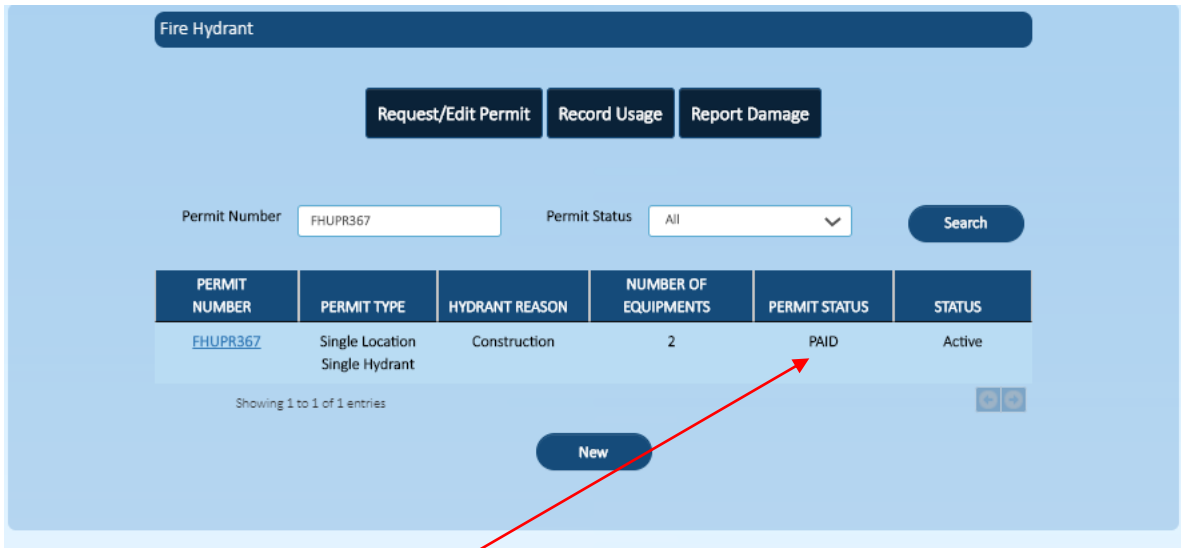 Fire Hydrant
Request/Edit Permit Record Usage Report Damage
Permit Number FHUPR367 Permit Status All Search
PERMIT NUMBER PERMIT TYPE HYDRANT REASON NUMBER OF EQUIPMENTS PERMIT STATUS STATUS
FHUPR367 Single Location Construction 2 PAID Active
Single Hydrant
Showing 1 to 1 of 1 entries
New